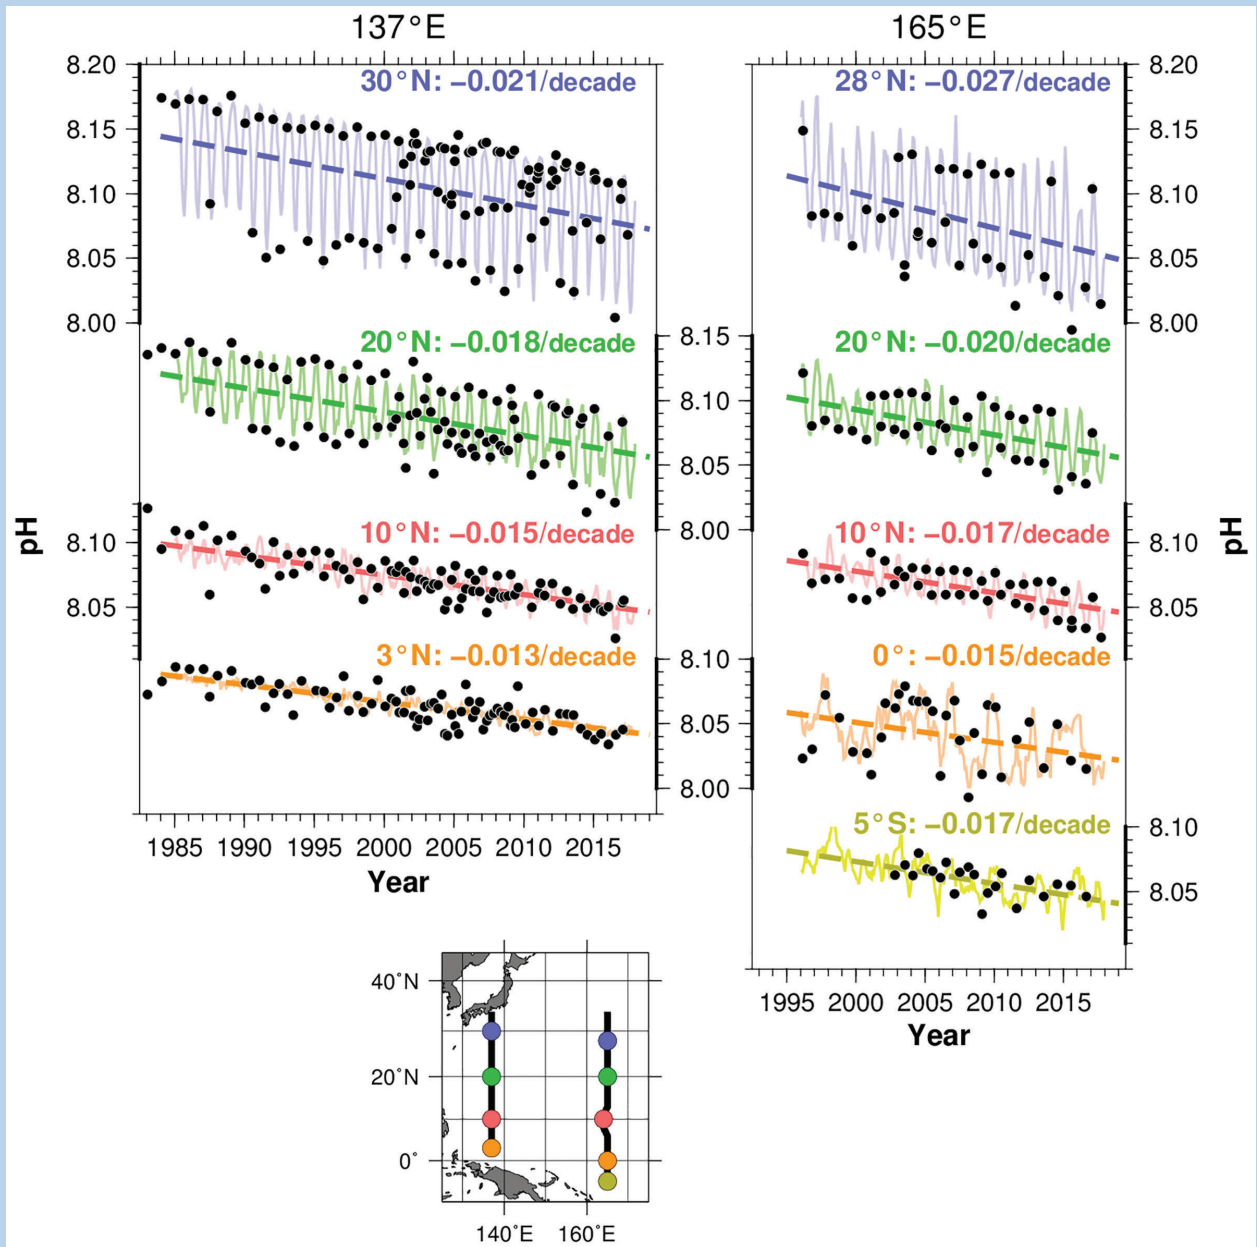 137°E
165°E
8.20
8.15
8.10
8.05
8.00
30°N: −0.021/decade
28°N: −0.027/decade
8.20
8.15
8.10
8.05
8.00
20°N: −0.018/decade
8.15
8.10
8.05
8.00
20°N: −0.020/decade
pH
8.10
8.05
10°N: −0.015/decade
10°N: −0.017/decade
8.10
8.05
pH
3°N: −0.013/decade
8.10
8.05
8.00
0°: −0.015/decade
5°S: −0.017/decade
8.10
8.05
1985 1990 1995 2000 2005 2010 2015
Year
1995 2000 2005 2010 2015
Year
40°N
20°N
0°
140°E 160°E